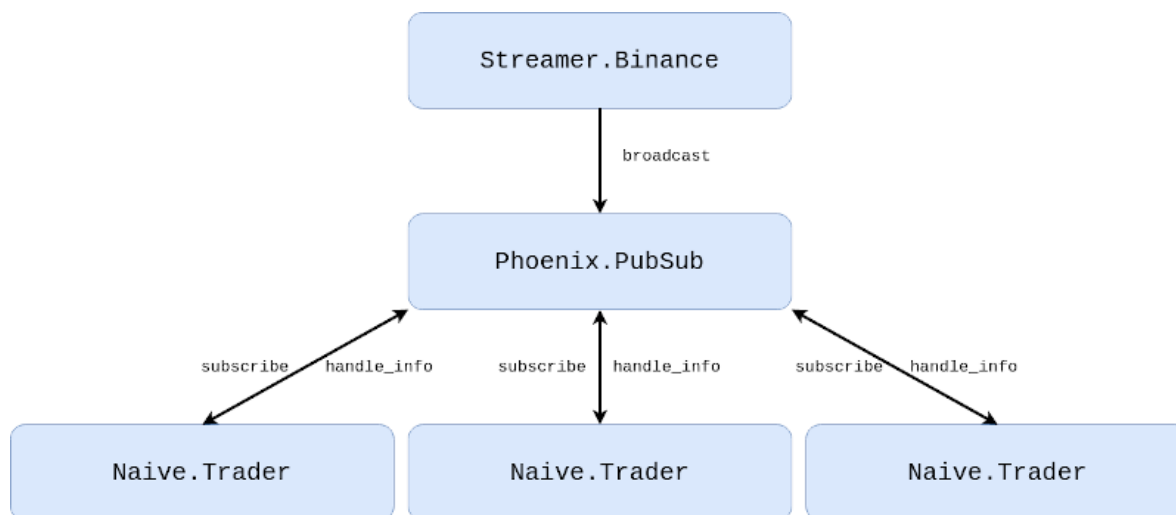 Streamer.Binance
broadcast
Phoenix.PubSub
subscribe handle_info subscribe handle_info subscribe handle_info
Naive.Trader Naive.Trader Naive.Trader